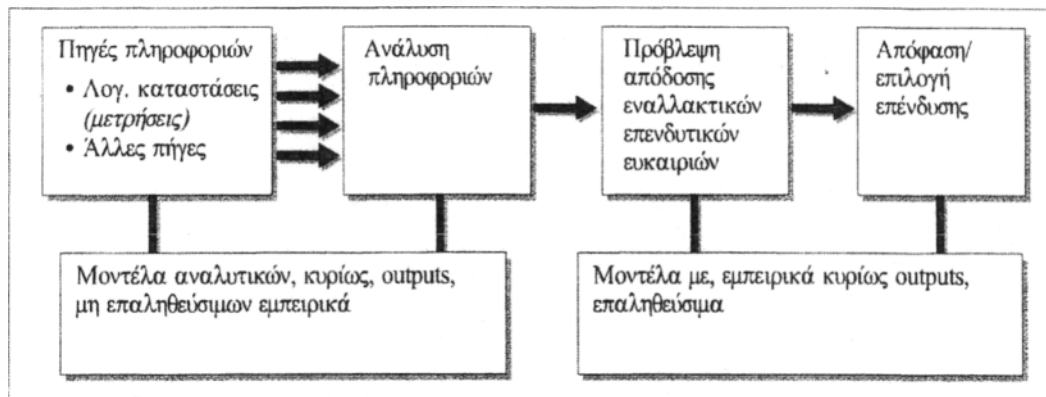 Πηγές πληροφοριών
• Λογ. καταστάσεις
(μετρήσεις)
• Άλλες πήγες
Ανάλυση
πληροφοριών
Πρόβλεψη
απόδοσης
εναλλακτικών
επενδυτικών
ευκαιριών
Απόφαση/
επιλογή
επένδυσης
Μοντέλα αναλυτικών, κυρίως, outputs,
μη επαληθεύσιμων εμπειρικά
Μοντέλα με, εμπειρικά κυρίως outputs,
επαληθεύσιμα